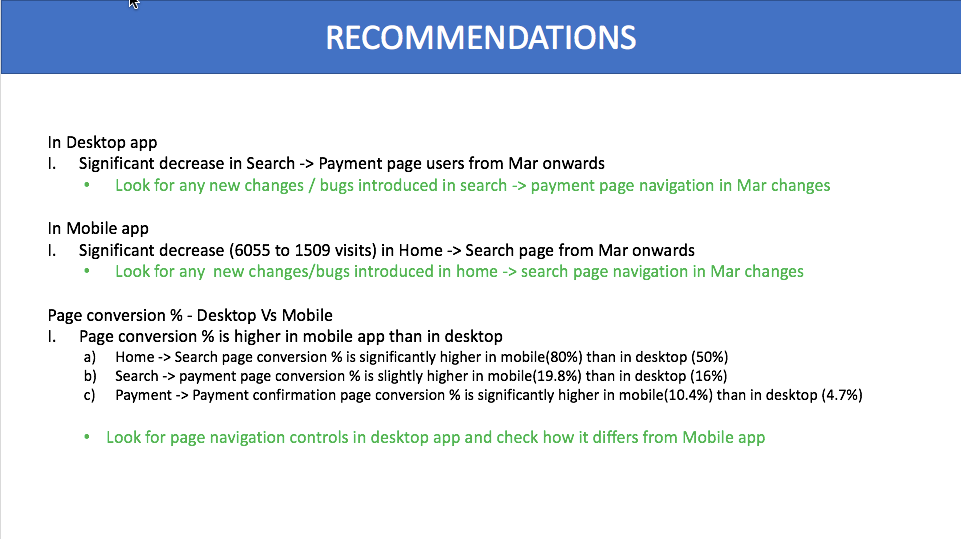 RECOMMENDATIONS
In Desktop app
I. Significant decrease in Search -> Payment page users from Mar onwards
• Look for any new changes / bugs introduced in search -> payment page navigation in Mar changes
In Mobile app
I. Significant decrease (6055 to 1509 visits) in Home -> Search page from Mar onwards
• Look for any  new changes/bugs introduced in home -> search page navigation in Mar changes
Page conversion % - Desktop Vs Mobile
I. Page conversion % is higher in mobile app than in desktop
a) Home -> Search page conversion % is significantly higher in mobile(80%) than in desktop (50%)
b) Search -> payment page conversion % is slightly higher in mobile(19.8%) than in desktop (16%)
c) Payment -> Payment confirmation page conversion % is significantly higher in mobile(10.4%) than in desktop (4.7%)
• Look for page navigation controls in desktop app and check how it differs from Mobile app